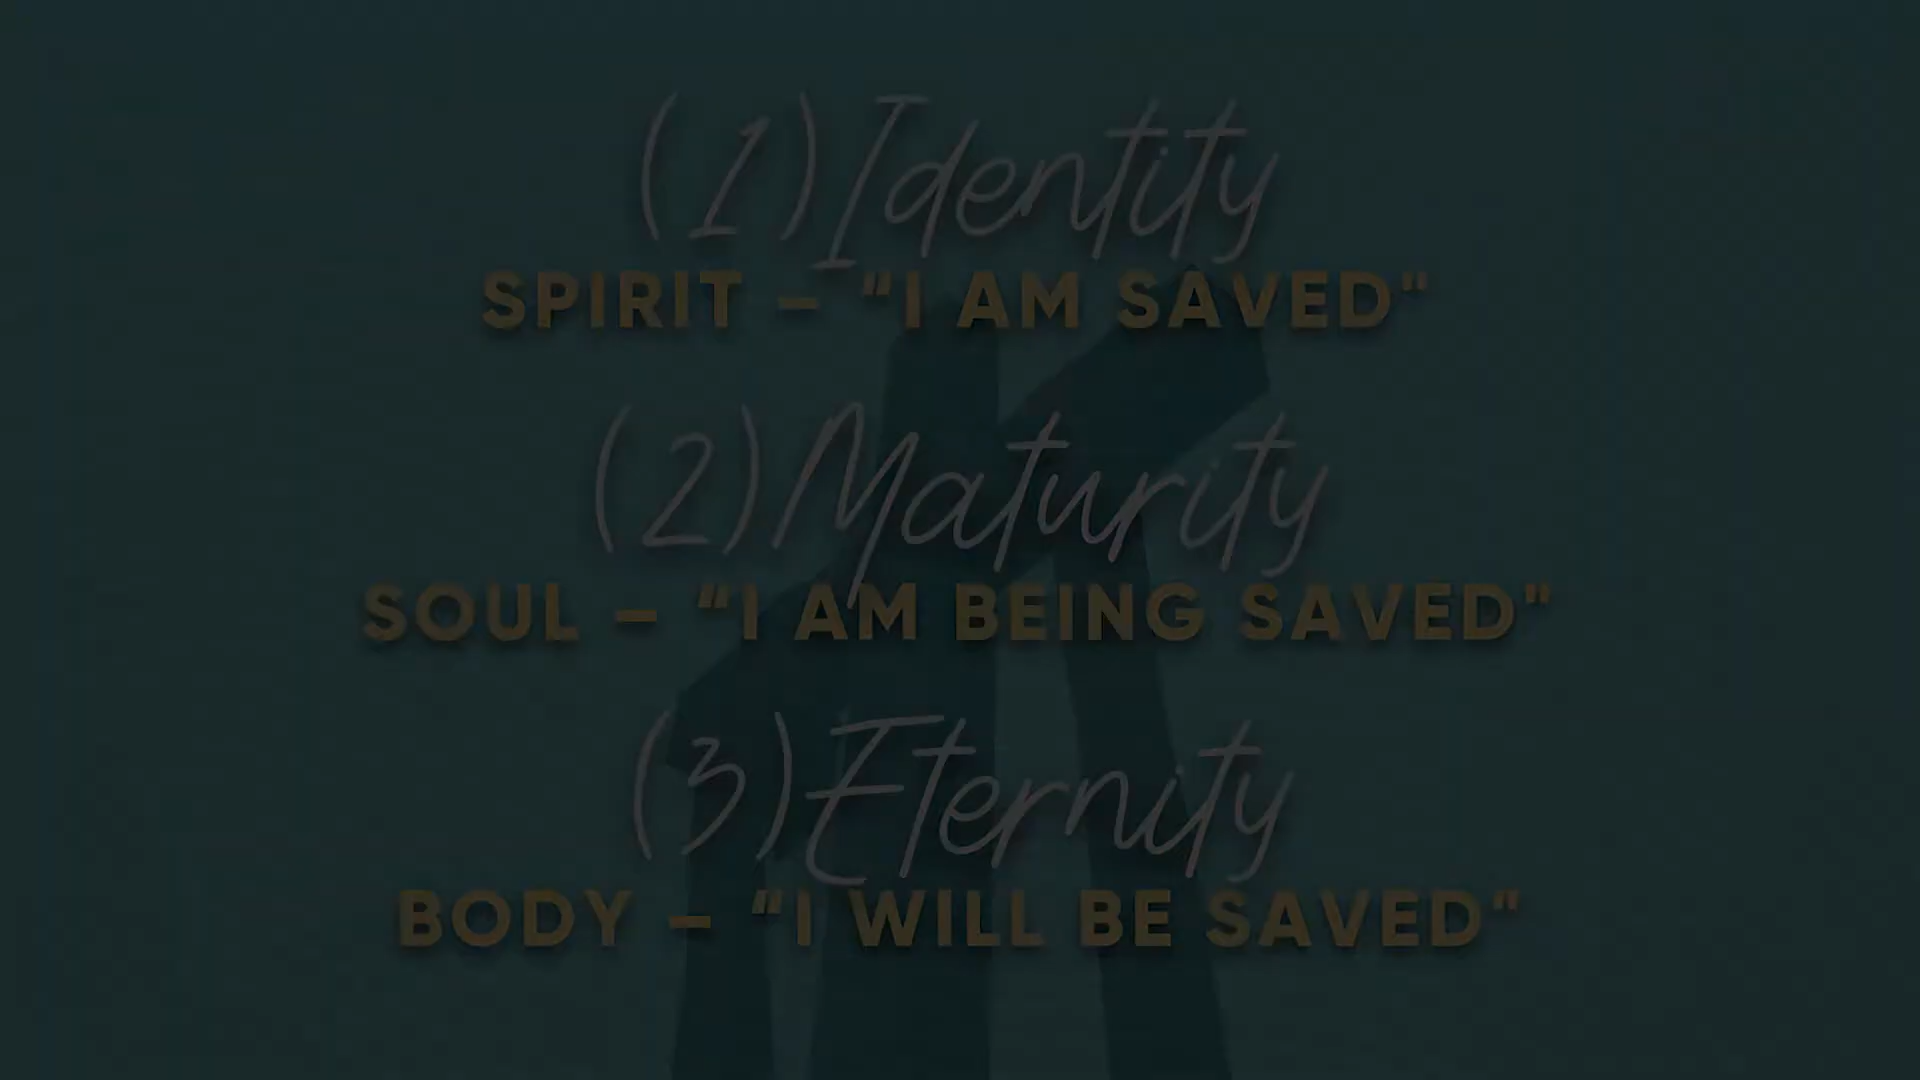 (1) Identity
SPIRIT – "I AM SAVED"
(2) Maturity
SOUL – "I AM BEING SAVED"
(3) Eternity
BODY – "I WILL BE SAVED"